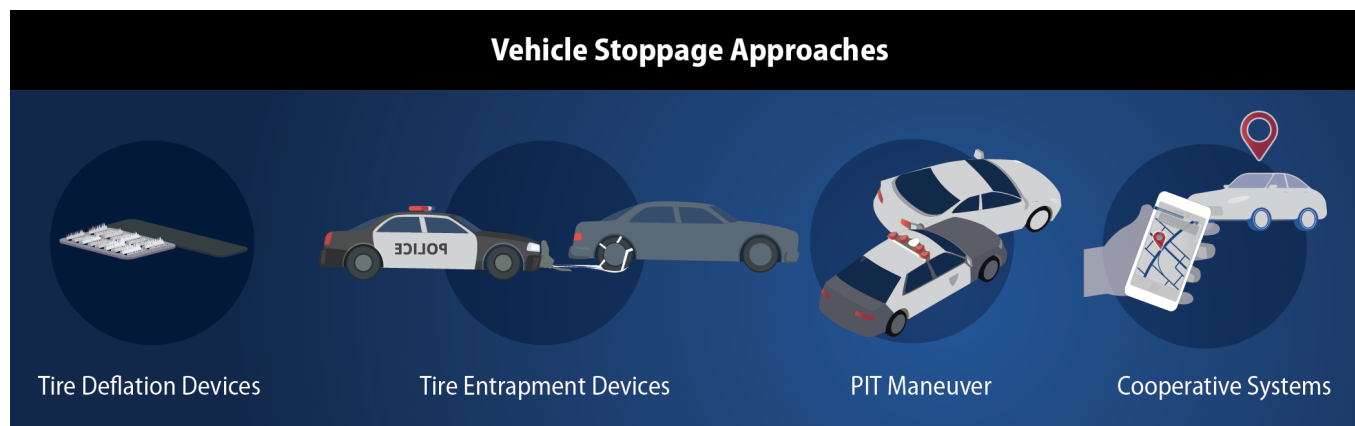 Vehicle Stoppage Approaches
POLICE
Tire Deflation Devices
Tire Entrapment Devices
PIT Maneuver
Cooperative Systems